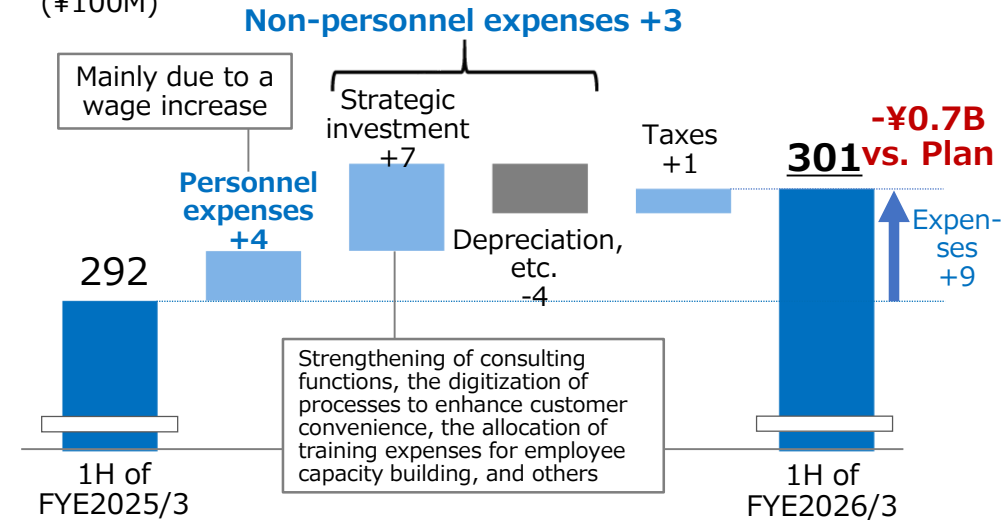 (¥100M)
Non-personnel expenses +3
Mainly due to a
wage increase
Strategic
investment
+7
Personnel
expenses
+4
292
Depreciation,
etc.
-4
Taxes
+1
-¥0.7B
301 vs. Plan
Expen-
ses
+9
Strengthening of consulting
functions, the digitization of
processes to enhance customer
convenience, the allocation of
training expenses for employee
capacity building, and others
1H of
FYE2025/3
1H of
FYE2026/3